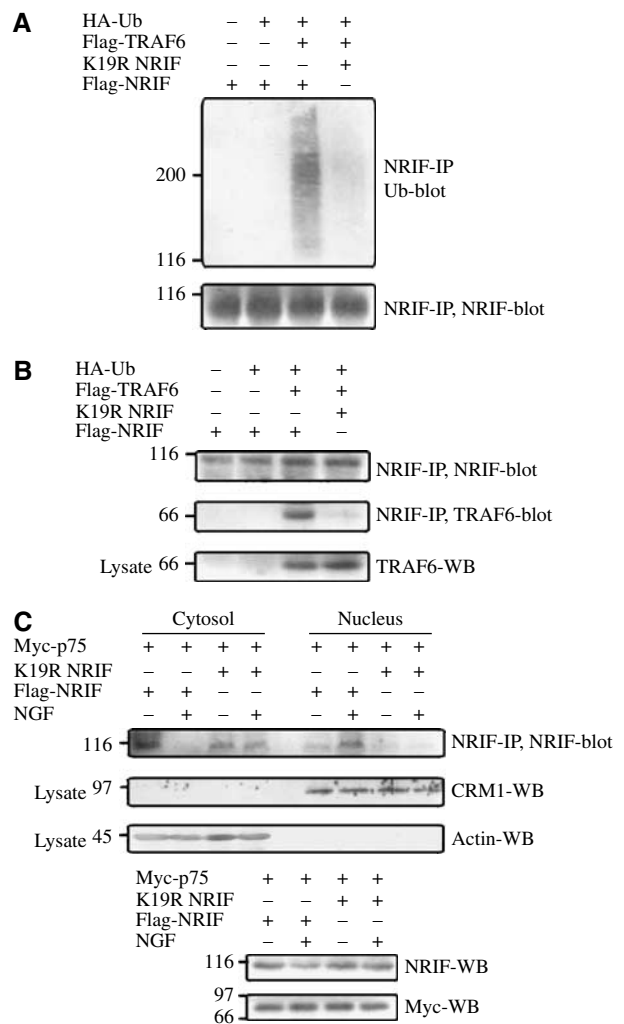 A
HA-Ub – + + +
Flag-TRAF6 – – + +
K19R NRIF – – – +
Flag-NRIF + + + –
200
NRIF-IP
Ub-blot
116
116
NRIF-IP, NRIF-blot
B
HA-Ub – + + +
Flag-TRAF6 – – + +
K19R NRIF – – – +
Flag-NRIF + + + –
116
NRIF-IP, NRIF-blot
66
NRIF-IP, TRAF6-blot
Lysate 66
TRAF6-WB
C
Cytosol Nucleus
Myc-p75 + + + + + + + +
K19R NRIF – – + + – – + +
Flag-NRIF + + – – + + – –
NGF – + – + – + – +
116
NRIF-IP, NRIF-blot
Lysate 97
CRM1-WB
Lysate 45
Actin-WB
Myc-p75 + + + +
K19R NRIF – – + +
Flag-NRIF + + – –
NGF – + – +
116
NRIF-WB
97
Myc-WB
66